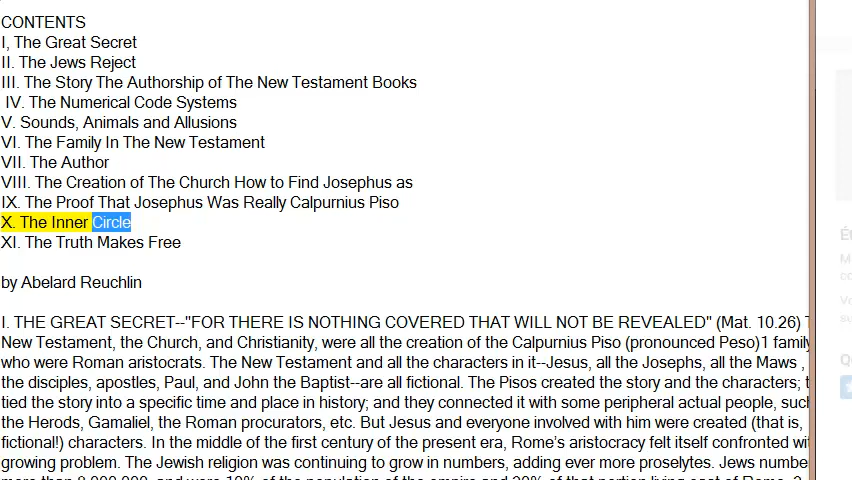 CONTENTS
I, The Great Secret
II. The Jews Reject
III. The Story The Authorship of The New Testament Books
IV. The Numerical Code Systems
V. Sounds, Animals and Allusions
VI. The Family In The New Testament
VII. The Author
VIII. The Creation of The Church How to Find Josephus as
IX. The Proof That Josephus Was Really Calpurnius Piso
X. The Inner Circle
XI. The Truth Makes Free
by Abelard Reuchlin
I. THE GREAT SECRET--"FOR THERE IS NOTHING COVERED THAT WILL NOT BE REVEALED" (Mat. 10.26)
New Testament, the Church, and Christianity, were all the creation of the Calpurnius Piso (pronounced Peso)1 family
who were Roman aristocrats. The New Testament and all the characters in it--Jesus, all the Josephs, all the Maws ,
the disciples, apostles, Paul, and John the Baptist--are all fictional. The Pisos created the story and the characters;
tied the story into a specific time and place in history; and they connected it with some peripheral actual people,
the Herods, Gamaliel, the Roman procurators, etc. But Jesus and everyone involved with him were created (that is,
fictional!) characters. In the middle of the first century of the present era, Rome's aristocracy felt itself confronted
growing problem. The Jewish religion was continuing to grow in numbers, adding ever more proselytes. Jews